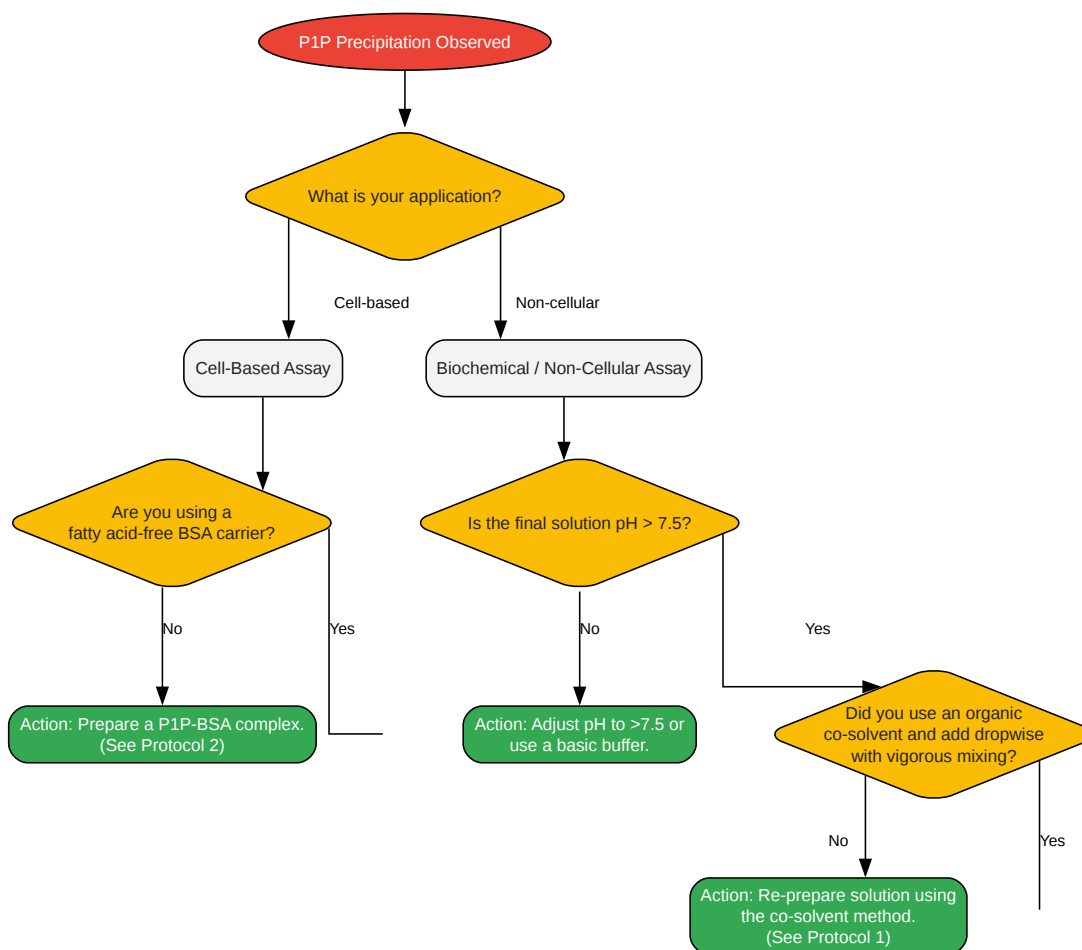 P1P Precipitation Observed
What is your application?
Cell-based
Non-cellular
Cell-Based Assay
Biochemical / Non-Cellular Assay
Are you using a
fatty acid-free BSA carrier?
Is the final solution pH > 7.5?
No
Yes
No
Yes
Action: Prepare a P1P-BSA complex.
(See Protocol 2)
Action: Adjust pH to >7.5 or
use a basic buffer.
Did you use an organic
co-solvent and add dropwise
with vigorous mixing?
No
Yes
Action: Re-prepare solution using
the co-solvent method.
(See Protocol 1)